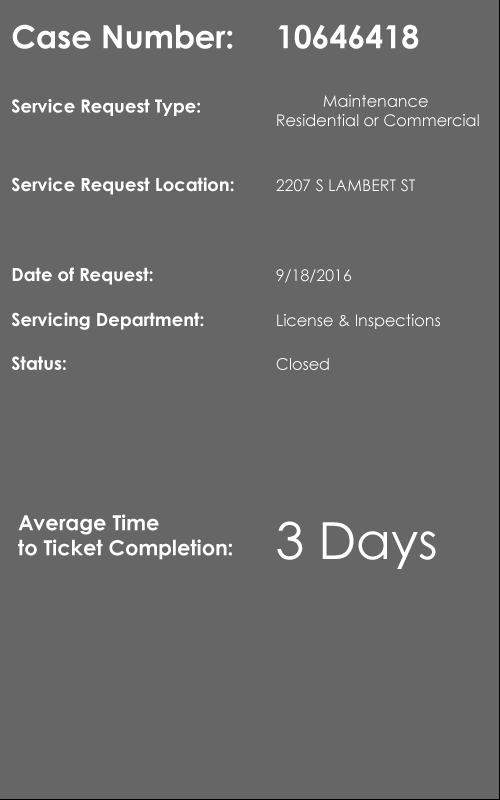 Case Number: 10646418
Service Request Type: Maintenance
Residential or Commercial
Service Request Location: 2207 S LAMBERT ST
Date of Request: 9/18/2016
Servicing Department: License & Inspections
Status: Closed
Average Time
to Ticket Completion: 3 Days